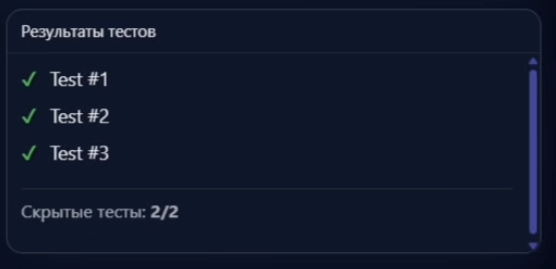 Результаты тестов
✓ Test #1
✓ Test #2
✓ Test #3
Скрытые тесты: 2/2